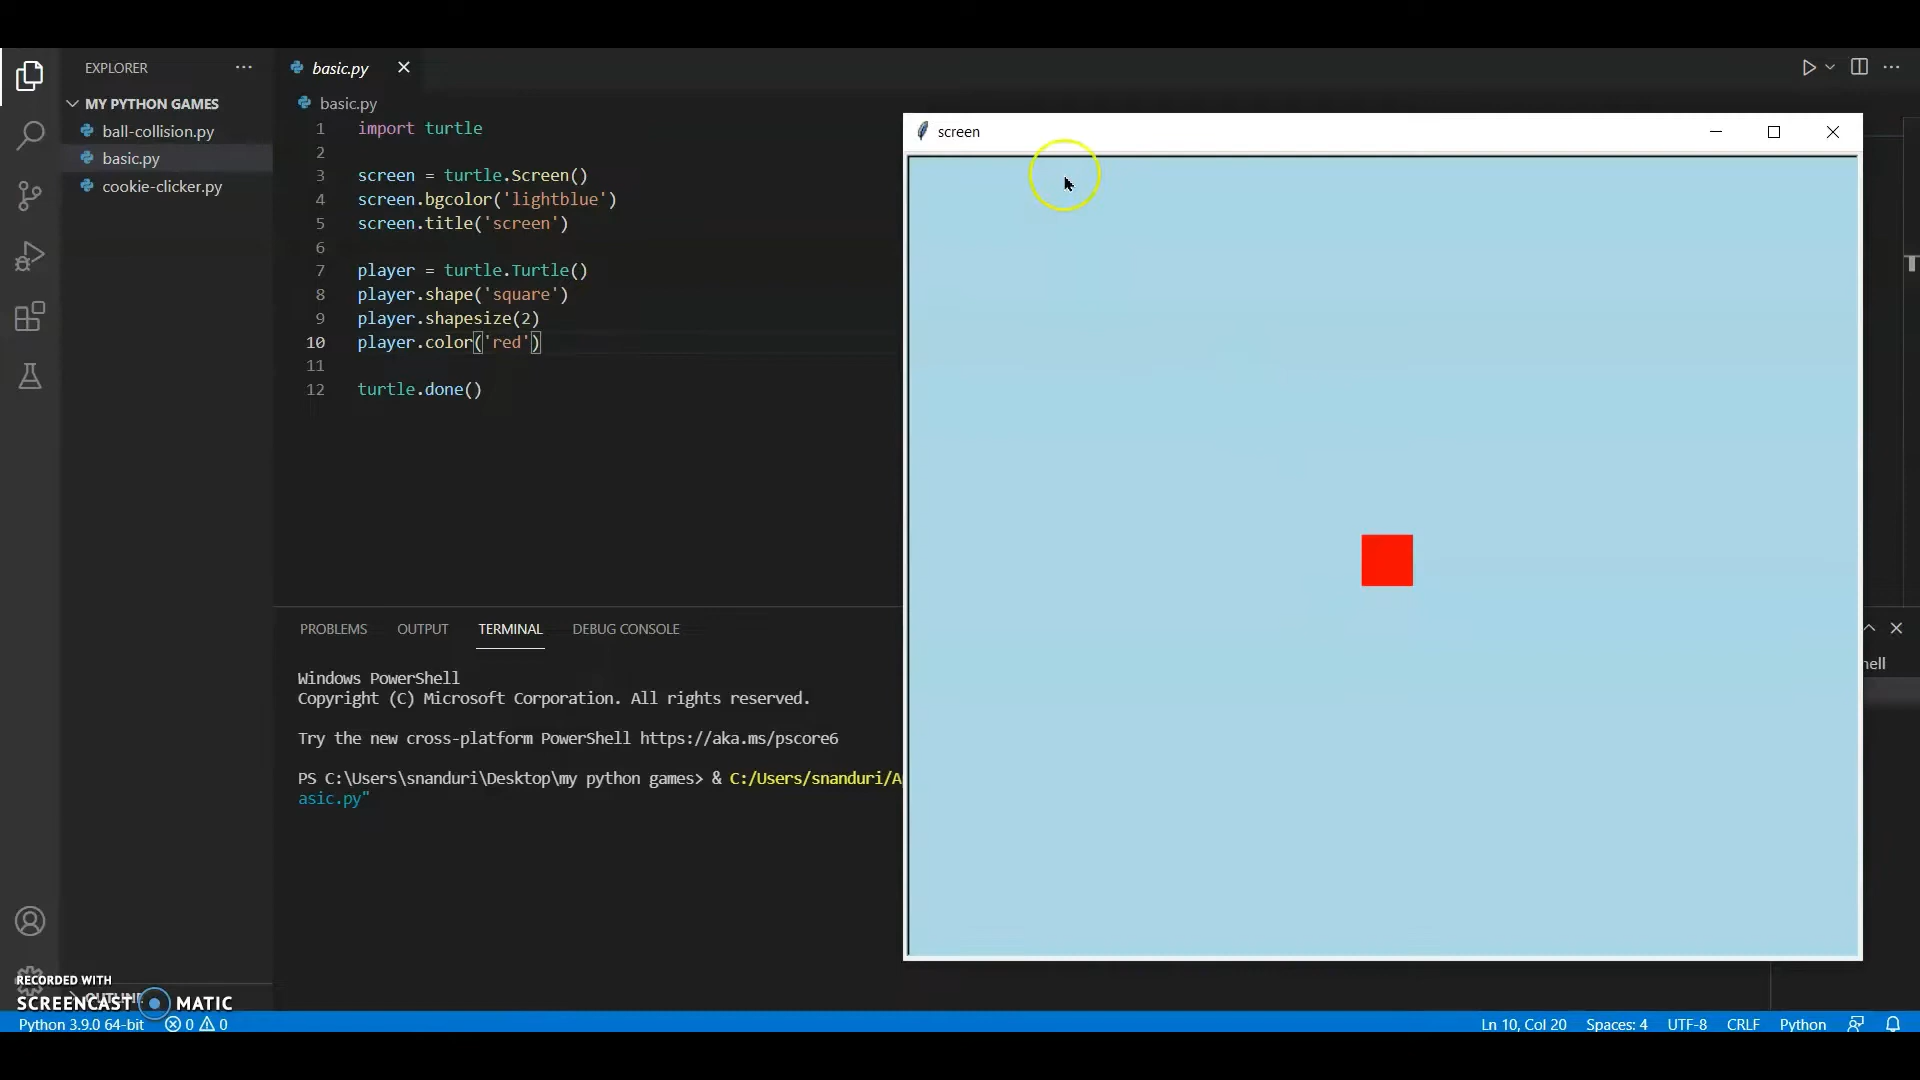 EXPLORER
MY PYTHON GAMES
ball-collision.py
basic.py
cookie-clicker.py
basic.py
basic.py
1 import turtle
2
3 screen = turtle.Screen()
4 screen.bgcolor('lightblue')
5 screen.title('screen')
6
7 player = turtle.Turtle()
8 player.shape('square')
9 player.shapesize(2)
10 player.color('red')
11
12 turtle.done()
screen
PROBLEMS OUTPUT TERMINAL DEBUG CONSOLE
Windows PowerShell
Copyright (C) Microsoft Corporation. All rights reserved.
Try the new cross-platform PowerShell https://aka.ms/pscore6
PS C:\Users\snanduri\Desktop\my python games> & C:/Users/snanduri/A
asic.py"
ell
RECORDED WITH
SCREENCAST MATIC
OUTLINE
Python 3.9.0 64-bit 0 0 Ln 10, Col 20 Spaces: 4 UTF-8 CRLF Python